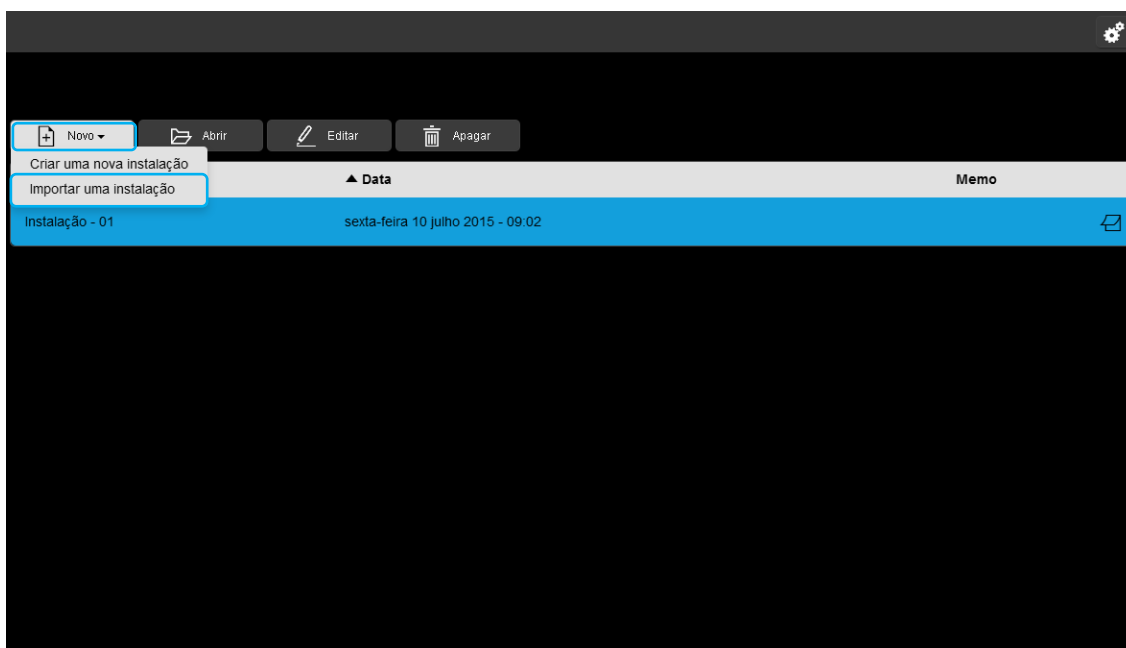 Novo Abrir Editar Apagar
Criar uma nova instalação
Importar uma instalação
Data Memo
Instalação - 01 sexta-feira 10 julho 2015 - 09:02